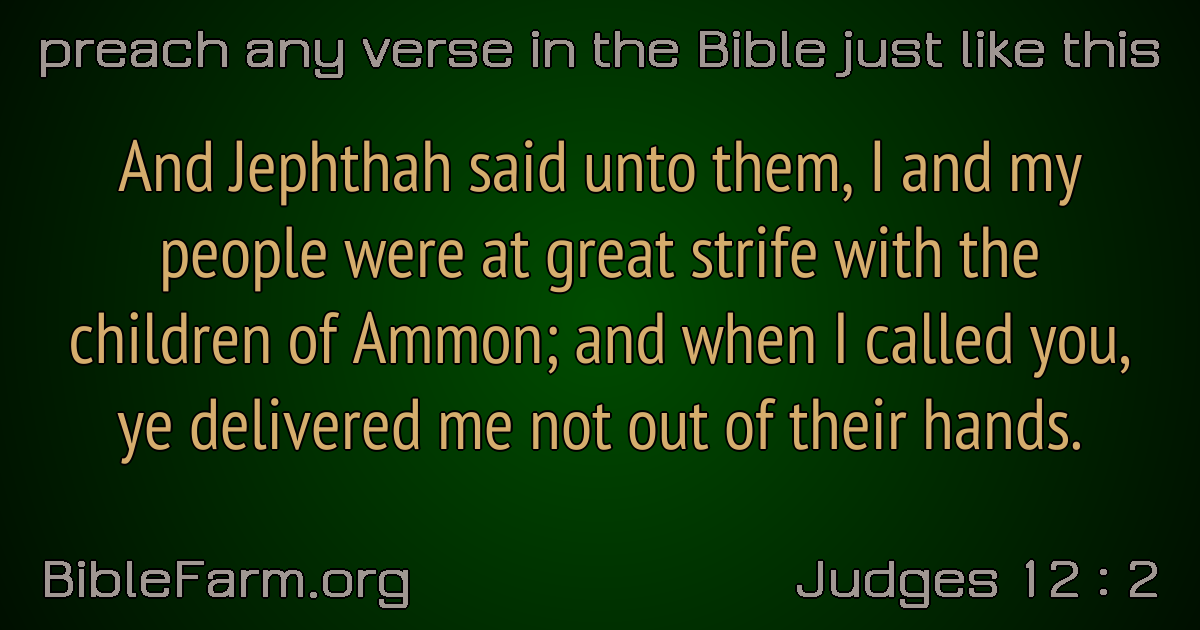 preach any verse in the Bible just like this
And Jephthah said unto them, I and my
people were at great strife with the
children of Ammon; and when I called you,
ye delivered me not out of their hands.
BibleFarm.org
Judges 12 : 2